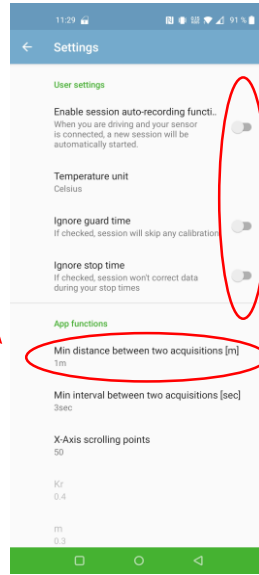 11:29 91 %
Settings
User settings
Enable session auto-recording functi..
When you are driving and your sensor
is connected, a new session will be
automatically started.
Temperature unit
Celsius
Ignore guard time
If checked, session will skip any calibration
Ignore stop time
If checked, session won't correct data
during your stop times
App functions
Min distance between two acquisitions [m]
1m
Min interval between two acquisitions [sec]
3sec
X-Axis scrolling points
50
Kr
0.4
m
0.3